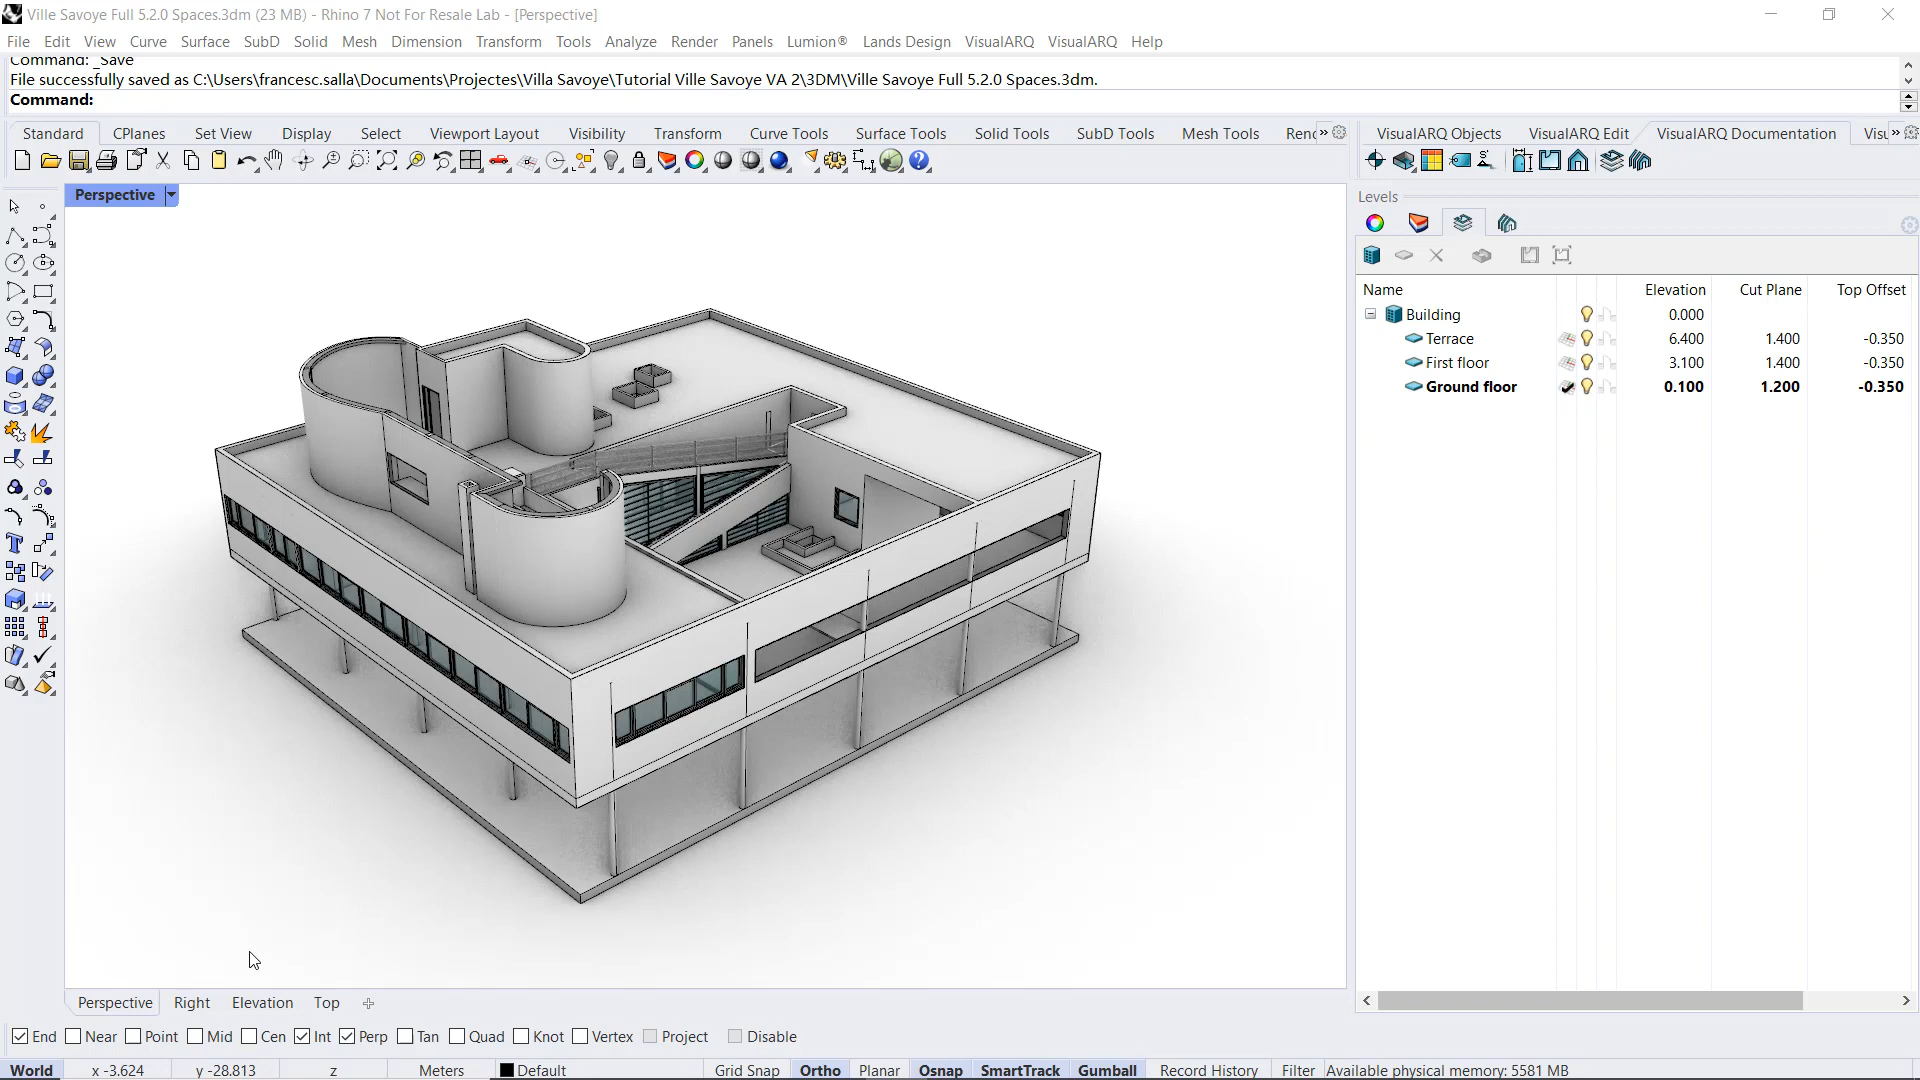 Ville Savoye Full 5.2.0 Spaces.3dm (23 MB) - Rhino 7 Not For Resale Lab - [Perspective]
File Edit View Curve Surface SubD Solid Mesh Dimension Transform Tools Analyze Render Panels Lumion® Lands Design VisualARQ VisualARQ Help
Command: _Save
File successfully saved as C:\Users\francesc.salla\Documents\Projectes\Villa Savoye\Tutorial Ville Savoye VA 2\3DM\Ville Savoye Full 5.2.0 Spaces.3dm.
Command:
Standard CPlanes Set View Display Select Viewport Layout Visibility Transform Curve Tools Surface Tools Solid Tools SubD Tools Mesh Tools Renc » VisualARQ Objects VisualARQ Edit VisualARQ Documentation Visu »
Perspective
Levels
Name Elevation Cut Plane Top Offset
Building 0.000
Terrace 6.400 1.400 -0.350
First floor 3.100 1.400 -0.350
Ground floor 0.100 1.200 -0.350
Perspective Right Elevation Top
End Near Point Mid Cen Int Perp Tan Quad Knot Vertex Project Disable
World x -3.624 y -28.813 z Meters Default Grid Snap Ortho Planar Osnap SmartTrack Gumball Record History Filter Available physical memory: 5581 MB